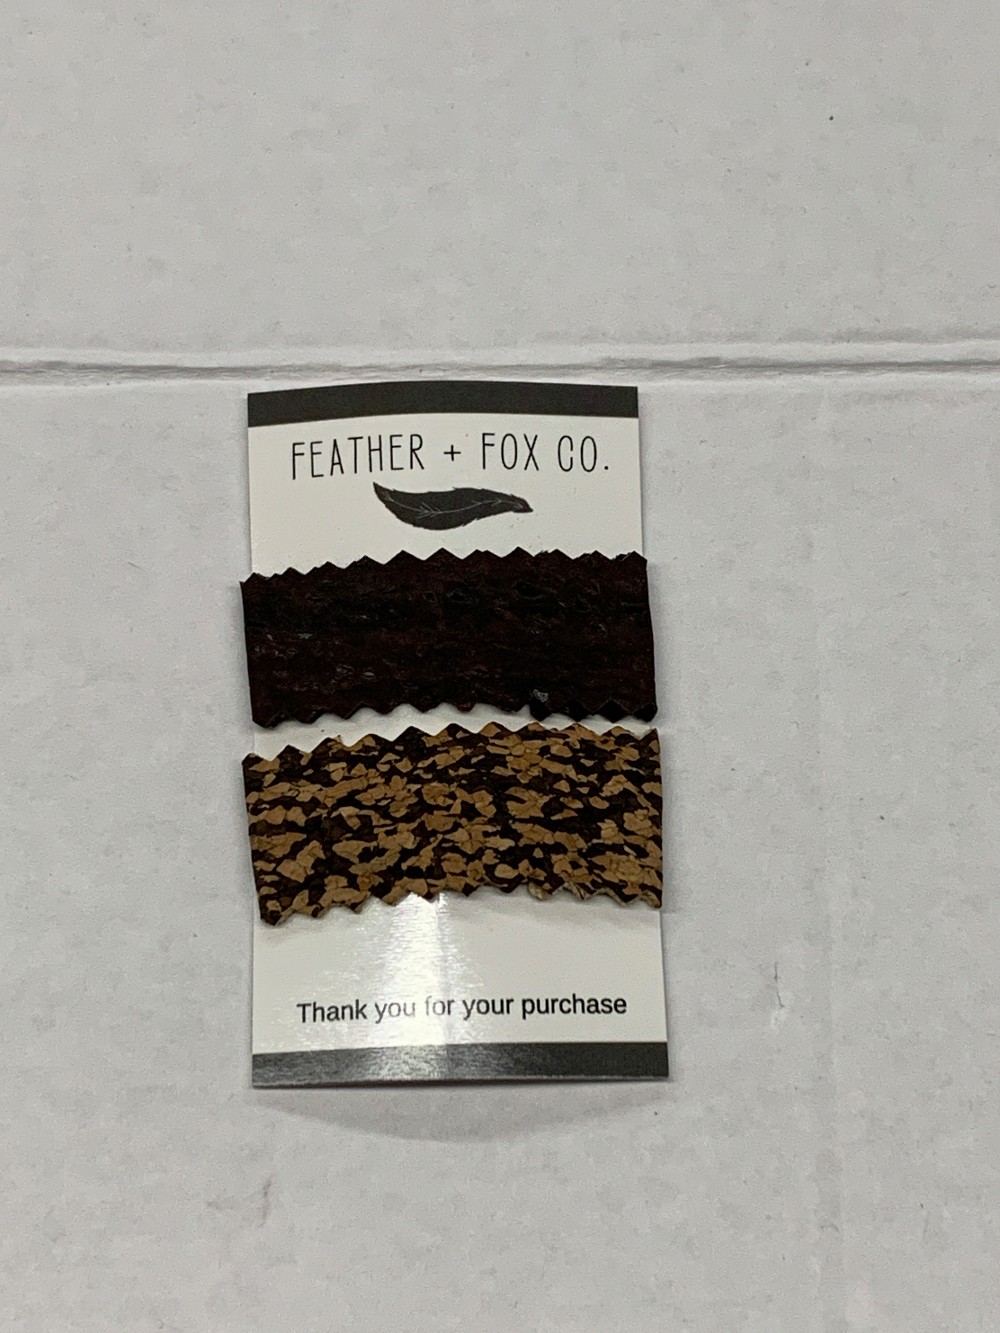 FEATHER + FOX CO.
Thank you for your purchase